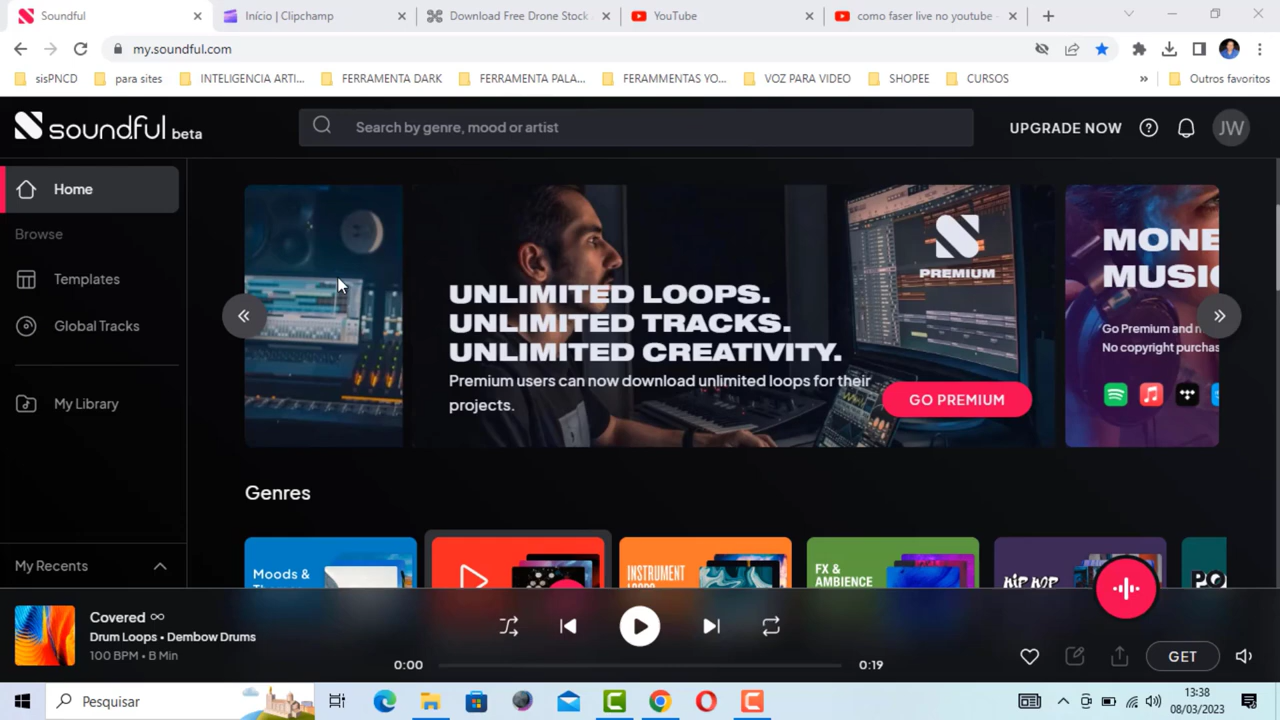 Soundful
Início | Clipchamp
Download Free Drone Stock
YouTube
como faser live no youtube -
my.soundful.com
sisPNCD
para sites
INTELIGENCIA ARTI...
FERRAMENTA DARK
FERRAMENTA PALA...
FERAMMENTAS YO...
VOZ PARA VIDEO
SHOPEE
CURSOS
»
Outros favoritos
soundful beta
Search by genre, mood or artist
UPGRADE NOW
JW
Home
Browse
Templates
Global Tracks
My Library
PREMIUM
UNLIMITED LOOPS.
UNLIMITED TRACKS.
UNLIMITED CREATIVITY.
Premium users can now download unlimited loops for their
projects.
GO PREMIUM
MONE
MUSIC
Go Premium and m
No copyright purchas
Genres
Moods &
INSTRUMENT
FX &
AMBIENCE
HIP HOP
PO
My Recents
Covered
Drum Loops • Dembow Drums
100 BPM • B Min
0:00
0:19
GET
Pesquisar
13:38
08/03/2023